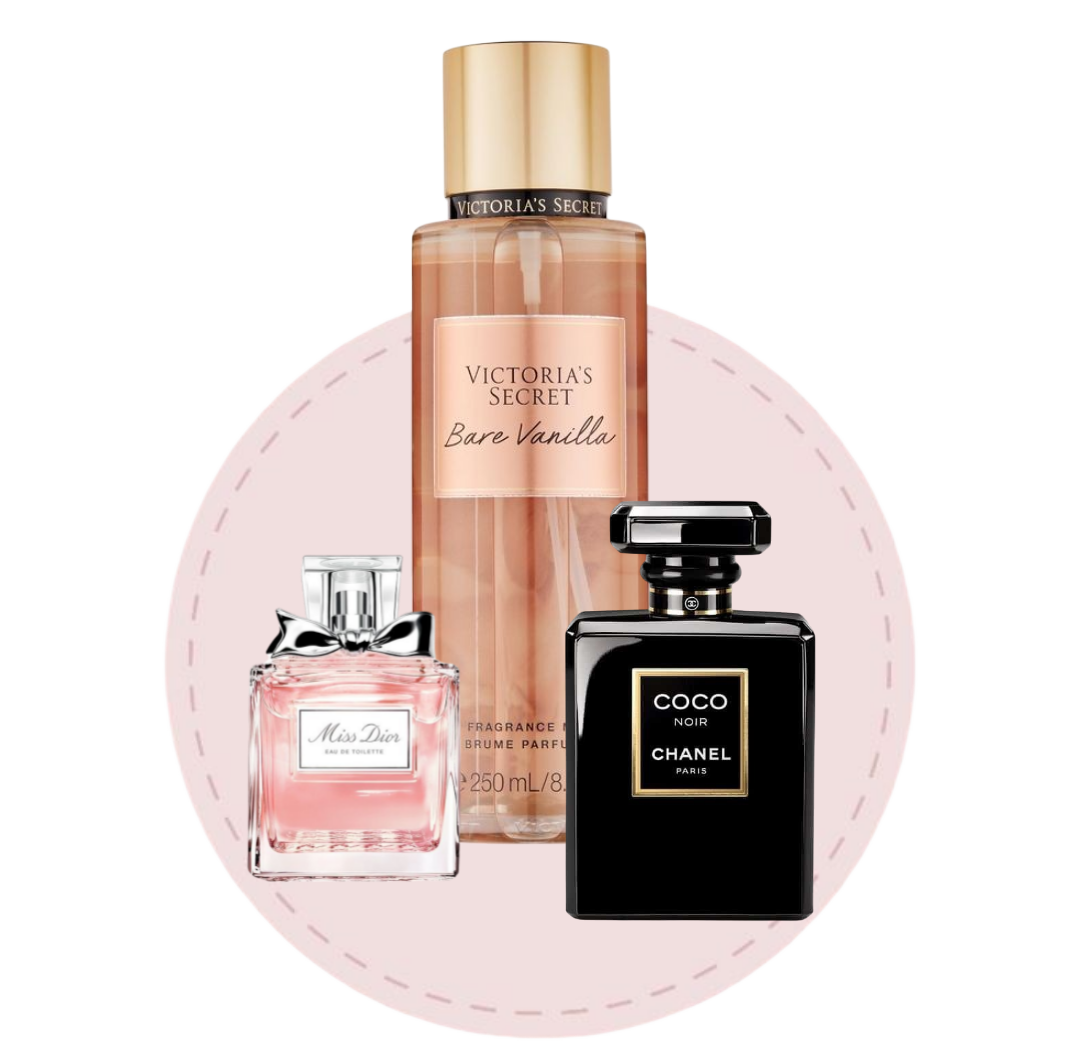 VICTORIA'S SECRET
VICTORIA'S
SECRET
Bare Vanilla
FRAGRANCE
BRUME
250 mL/8.
Miss Dior
EAU DE TOILETTE
COCO
NOIR
CHANEL
PARIS